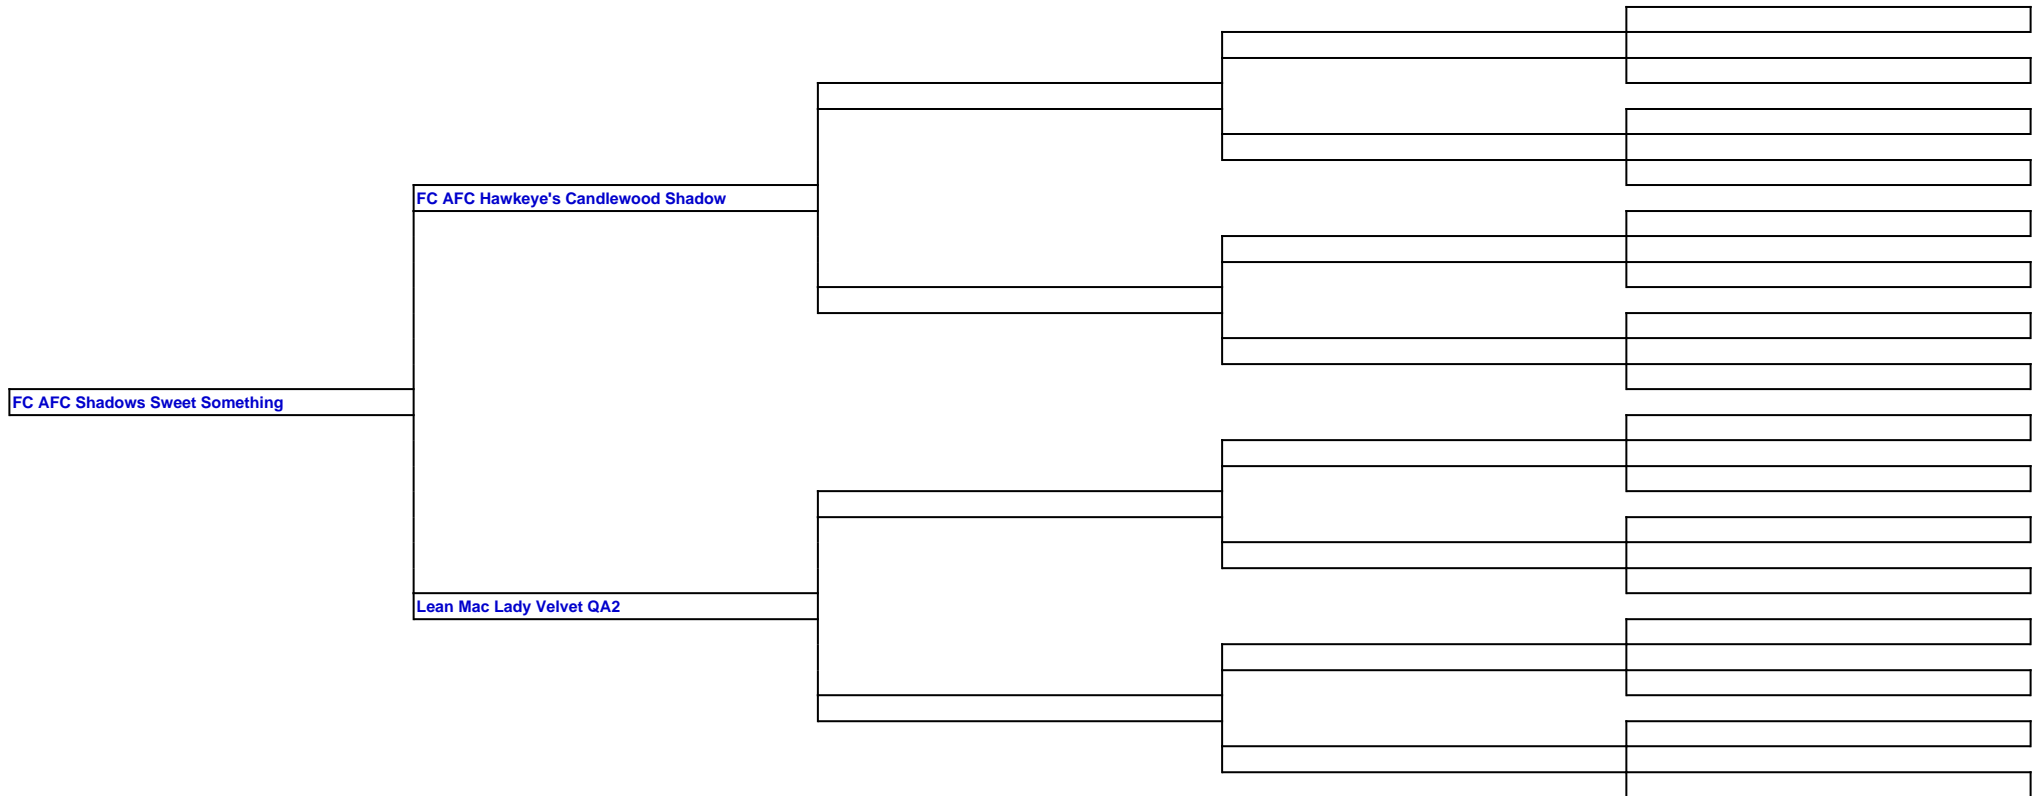 FC AFC Hawkeye's Candlewood Shadow
FC AFC Shadows Sweet Something
Lean Mac Lady Velvet QA2